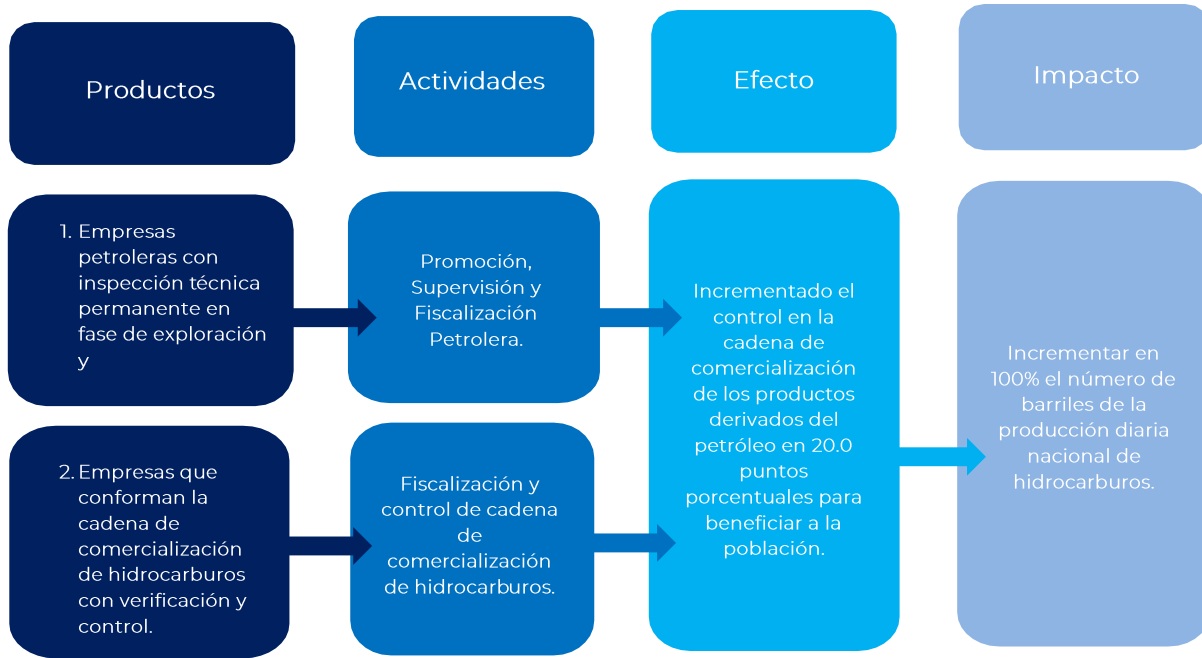 Productos
Actividades
Efecto
Impacto
1. Empresas
petroleras con
inspección técnica
permanente en
fase de exploración
y
Promoción,
Supervisión y
Fiscalización
Petrolera.
2. Empresas que
conforman la
cadena de
comercialización
de hidrocarburos
con verificación y
control.
Fiscalización y
control de cadena
de
comercialización
de hidrocarburos.
Incrementado el
control en la
cadena de
comercialización
de los productos
derivados del
petróleo en 20.0
puntos
porcentuales para
beneficiar a la
población.
Incrementar en
100% el número de
barriles de la
producción diaria
nacional de
hidrocarburos.